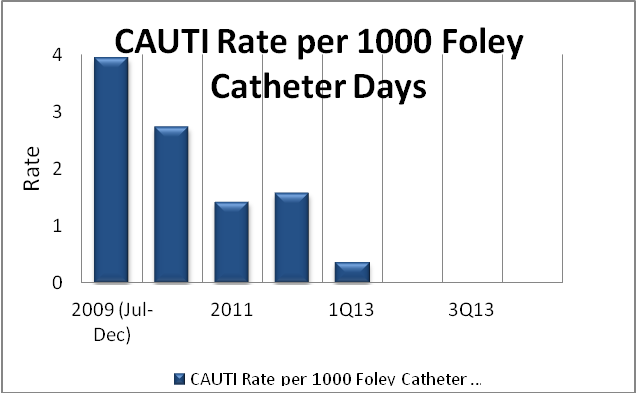 CAUTI Rate per 1000 Foley
Catheter Days
4
3
2
1
0
Rate
2009 (Jul-
Dec)
2011
1Q13
3Q13
CAUTI Rate per 1000 Foley Catheter ...